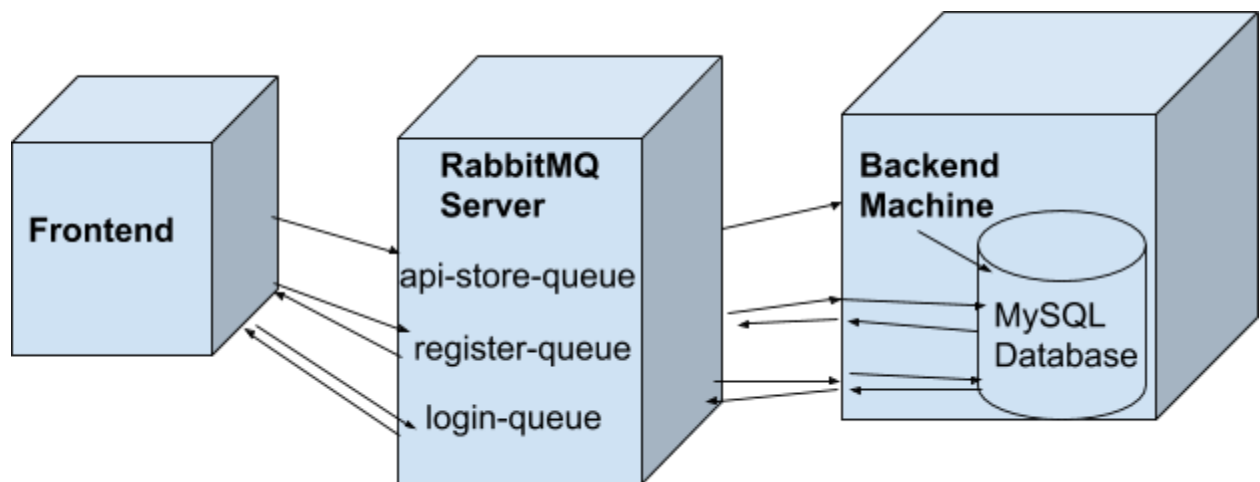 Frontend
RabbitMQ
Server
api-store-queue
register-queue
login-queue
Backend
Machine
MySQL
Database